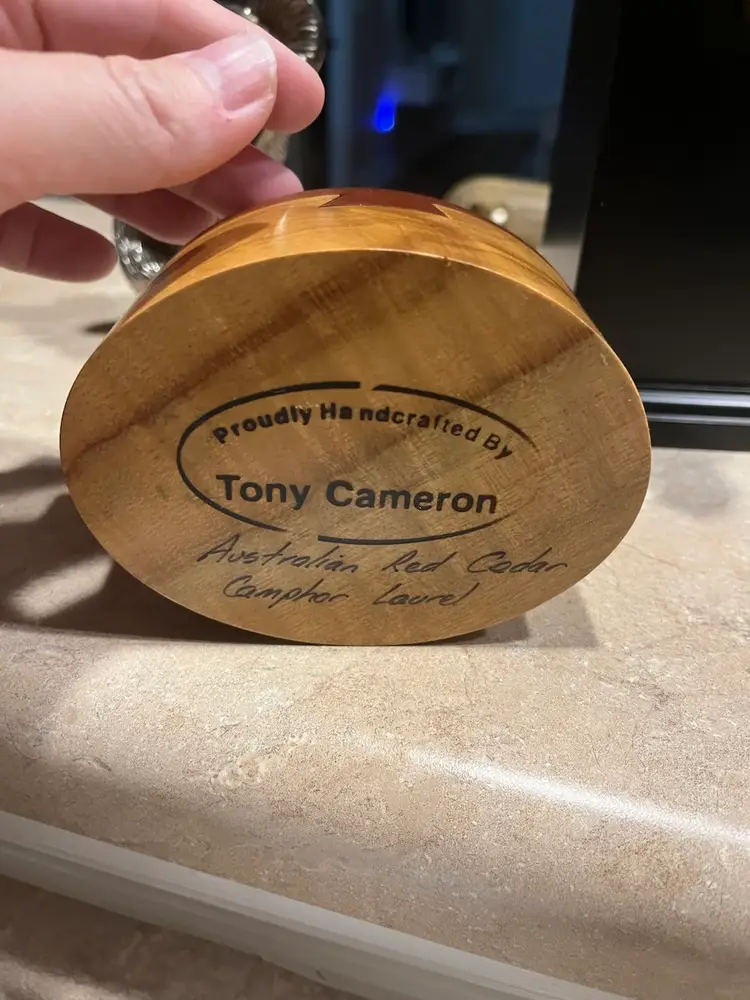 Proudly Handcrafted By
Tony Cameron
Australian Red Cedar
Camphor Laurel